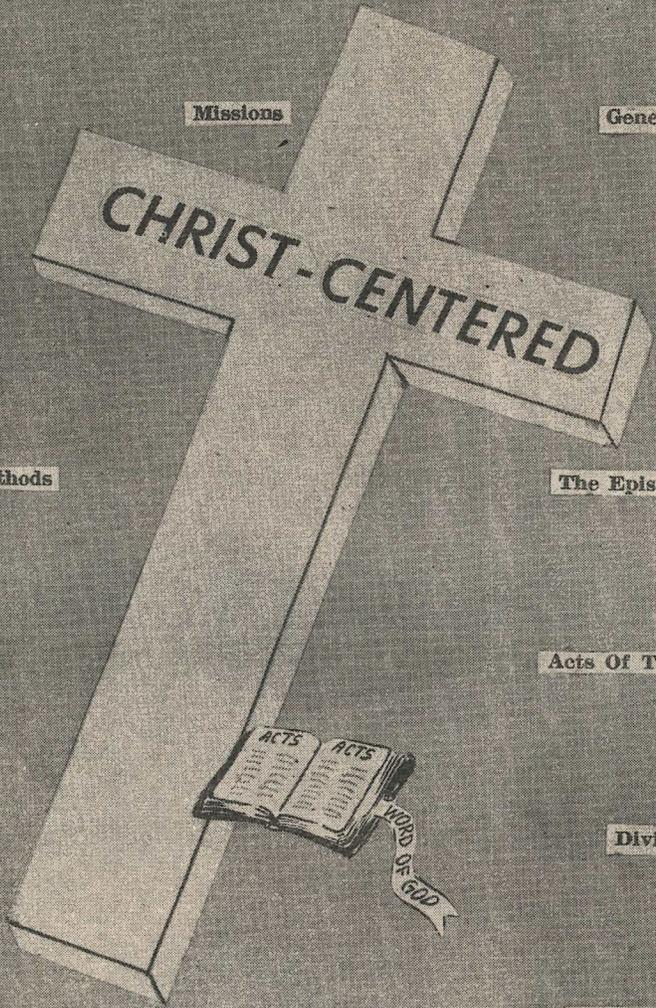 Missions
Gene
CHRIST-CENTERED
thods
The Epis
Acts Of T
ACTS
ACTS
WORD OF GOD
Divi